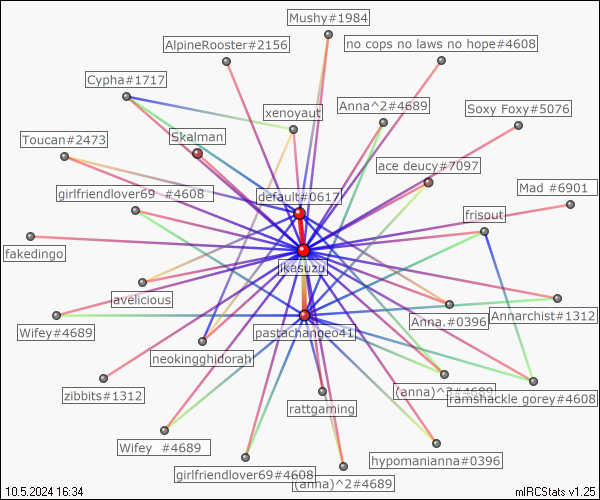 Mushy#1984
AlpineRooster#2156
no cops no laws no hope#4608
Cypha#1717
xenoyaut
Anna^2#4689
Soxy Foxy#5076
Toucan#2473
Skalman
ace deucy#7097
girlfriendlover69 #4608
default#0617
Mad #6901
frisout
fakedingo
ikasuzu
avelicious
Wifey#4689
pastachangeo41
Anna.#0396
Annarchist#1312
neokingghidorah
zibbits#1312
rattgaming
(anna)^3#4689
ramshackle gorey#4608
Wifey #4689
girlfriendlover69#4608
(anna)^2#4689
hypomanianna#0396
10.5.2024 16:34
mIRCStats v1.25